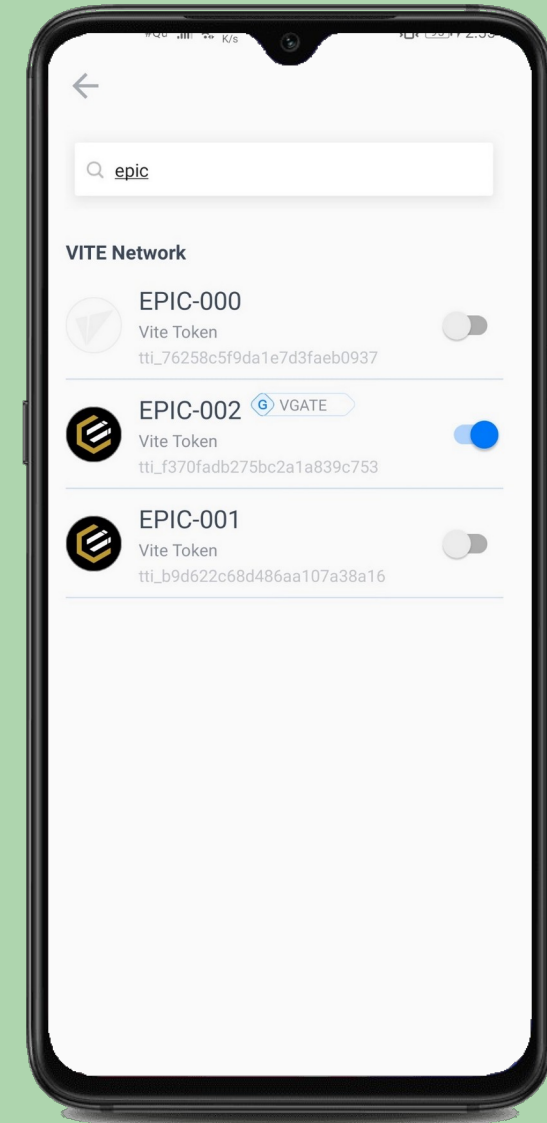 K/s
epic
VITE Network
EPIC-000
Vite Token
tti_76258c5f9da1e7d3faeb0937
EPIC-002 G VGATE
Vite Token
tti_f370fadb275bc2a1a839c753
EPIC-001
Vite Token
tti_b9d622c68d486aa107a38a16